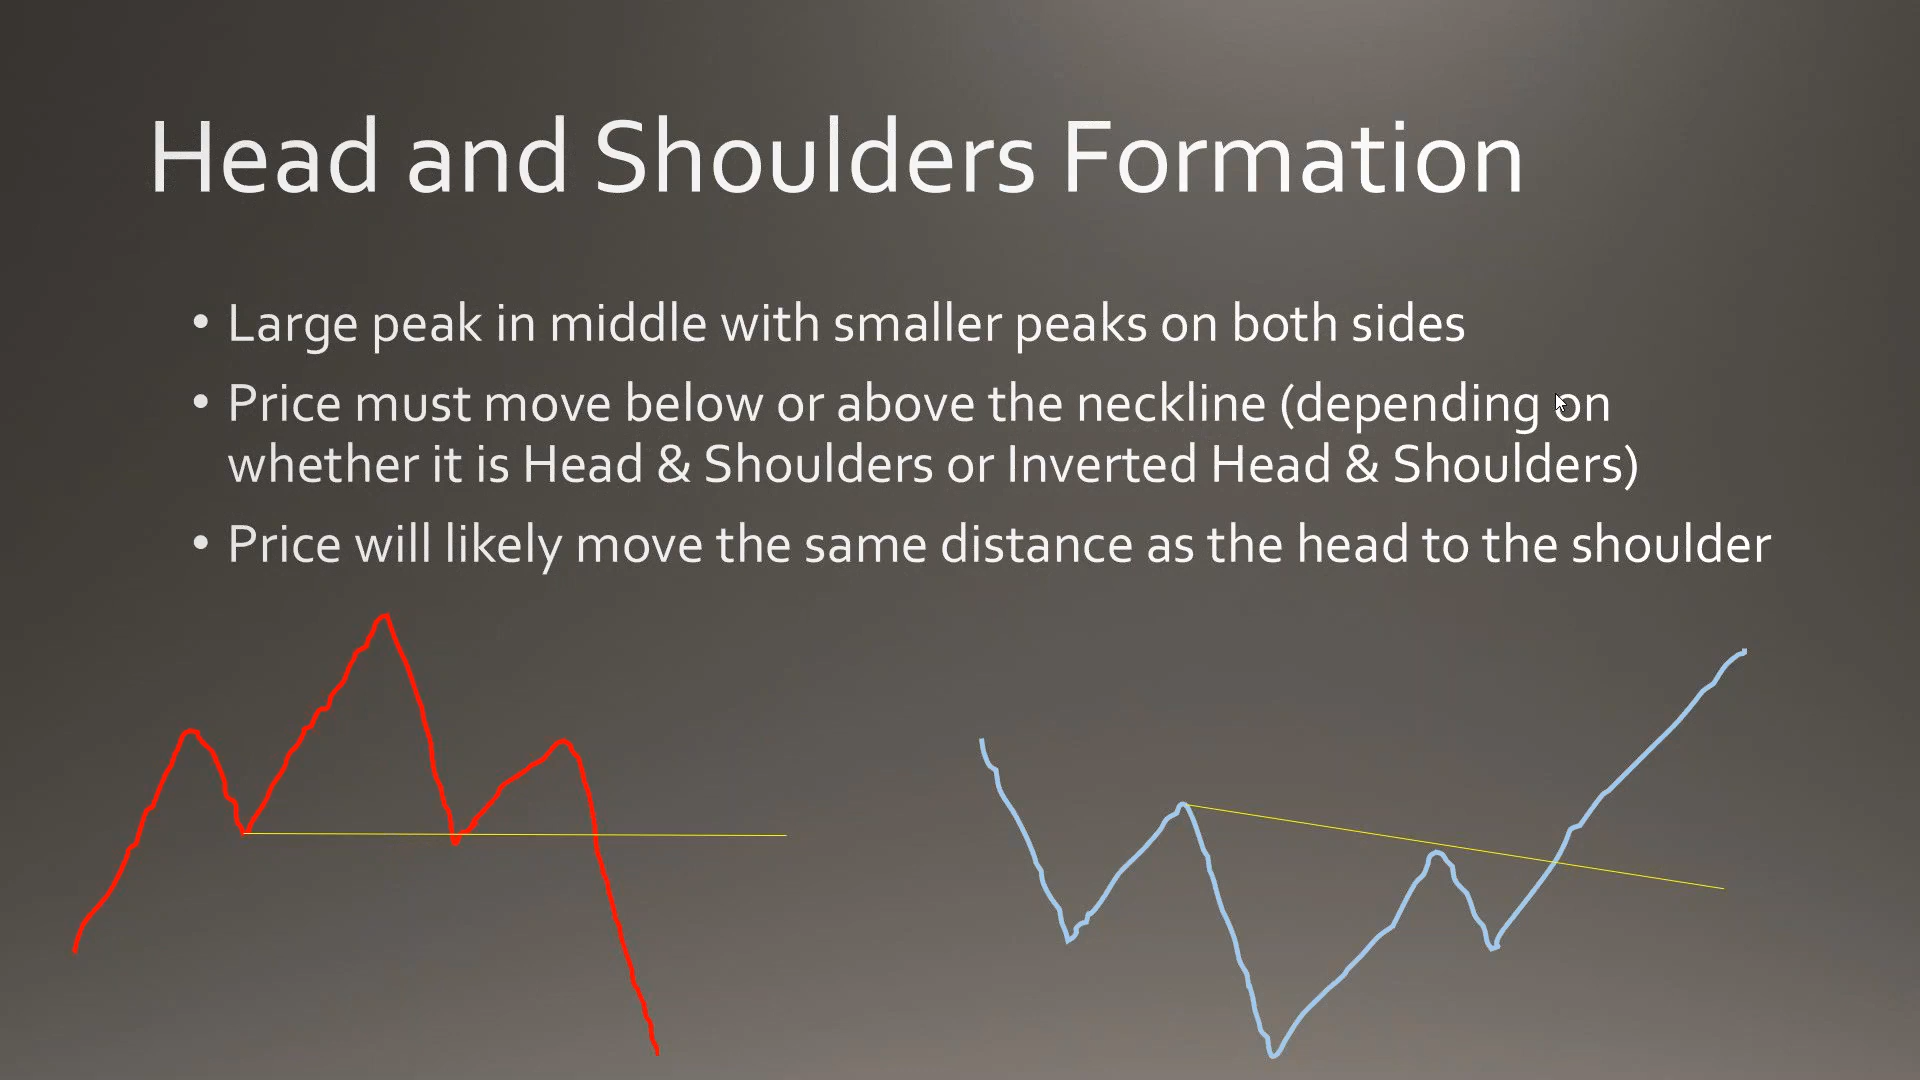 Head and Shoulders Formation
• Large peak in middle with smaller peaks on both sides
• Price must move below or above the neckline (depending on
whether it is Head & Shoulders or Inverted Head & Shoulders)
• Price will likely move the same distance as the head to the shoulder